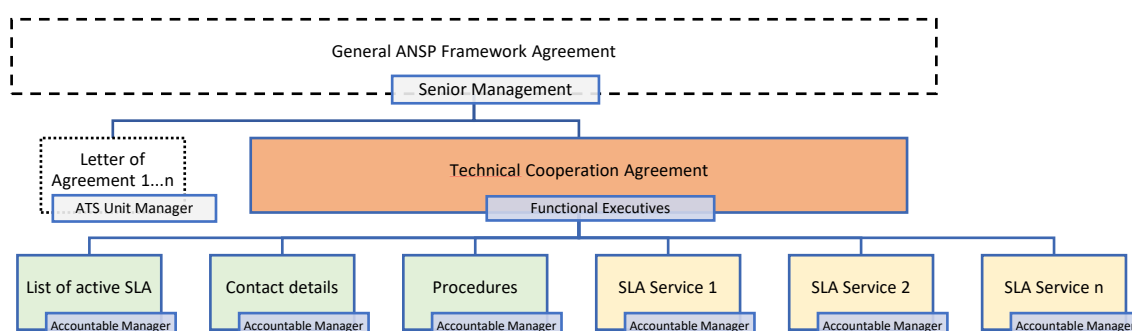 General ANSP Framework Agreement
Senior Management
Letter of
Agreement 1...n
ATS Unit Manager
Technical Cooperation Agreement
Functional Executives
List of active SLA
Contact details
Procedures
SLA Service 1
SLA Service 2
SLA Service n
Accountable Manager
Accountable Manager
Accountable Manager
Accountable Manager
Accountable Manager
Accountable Manager